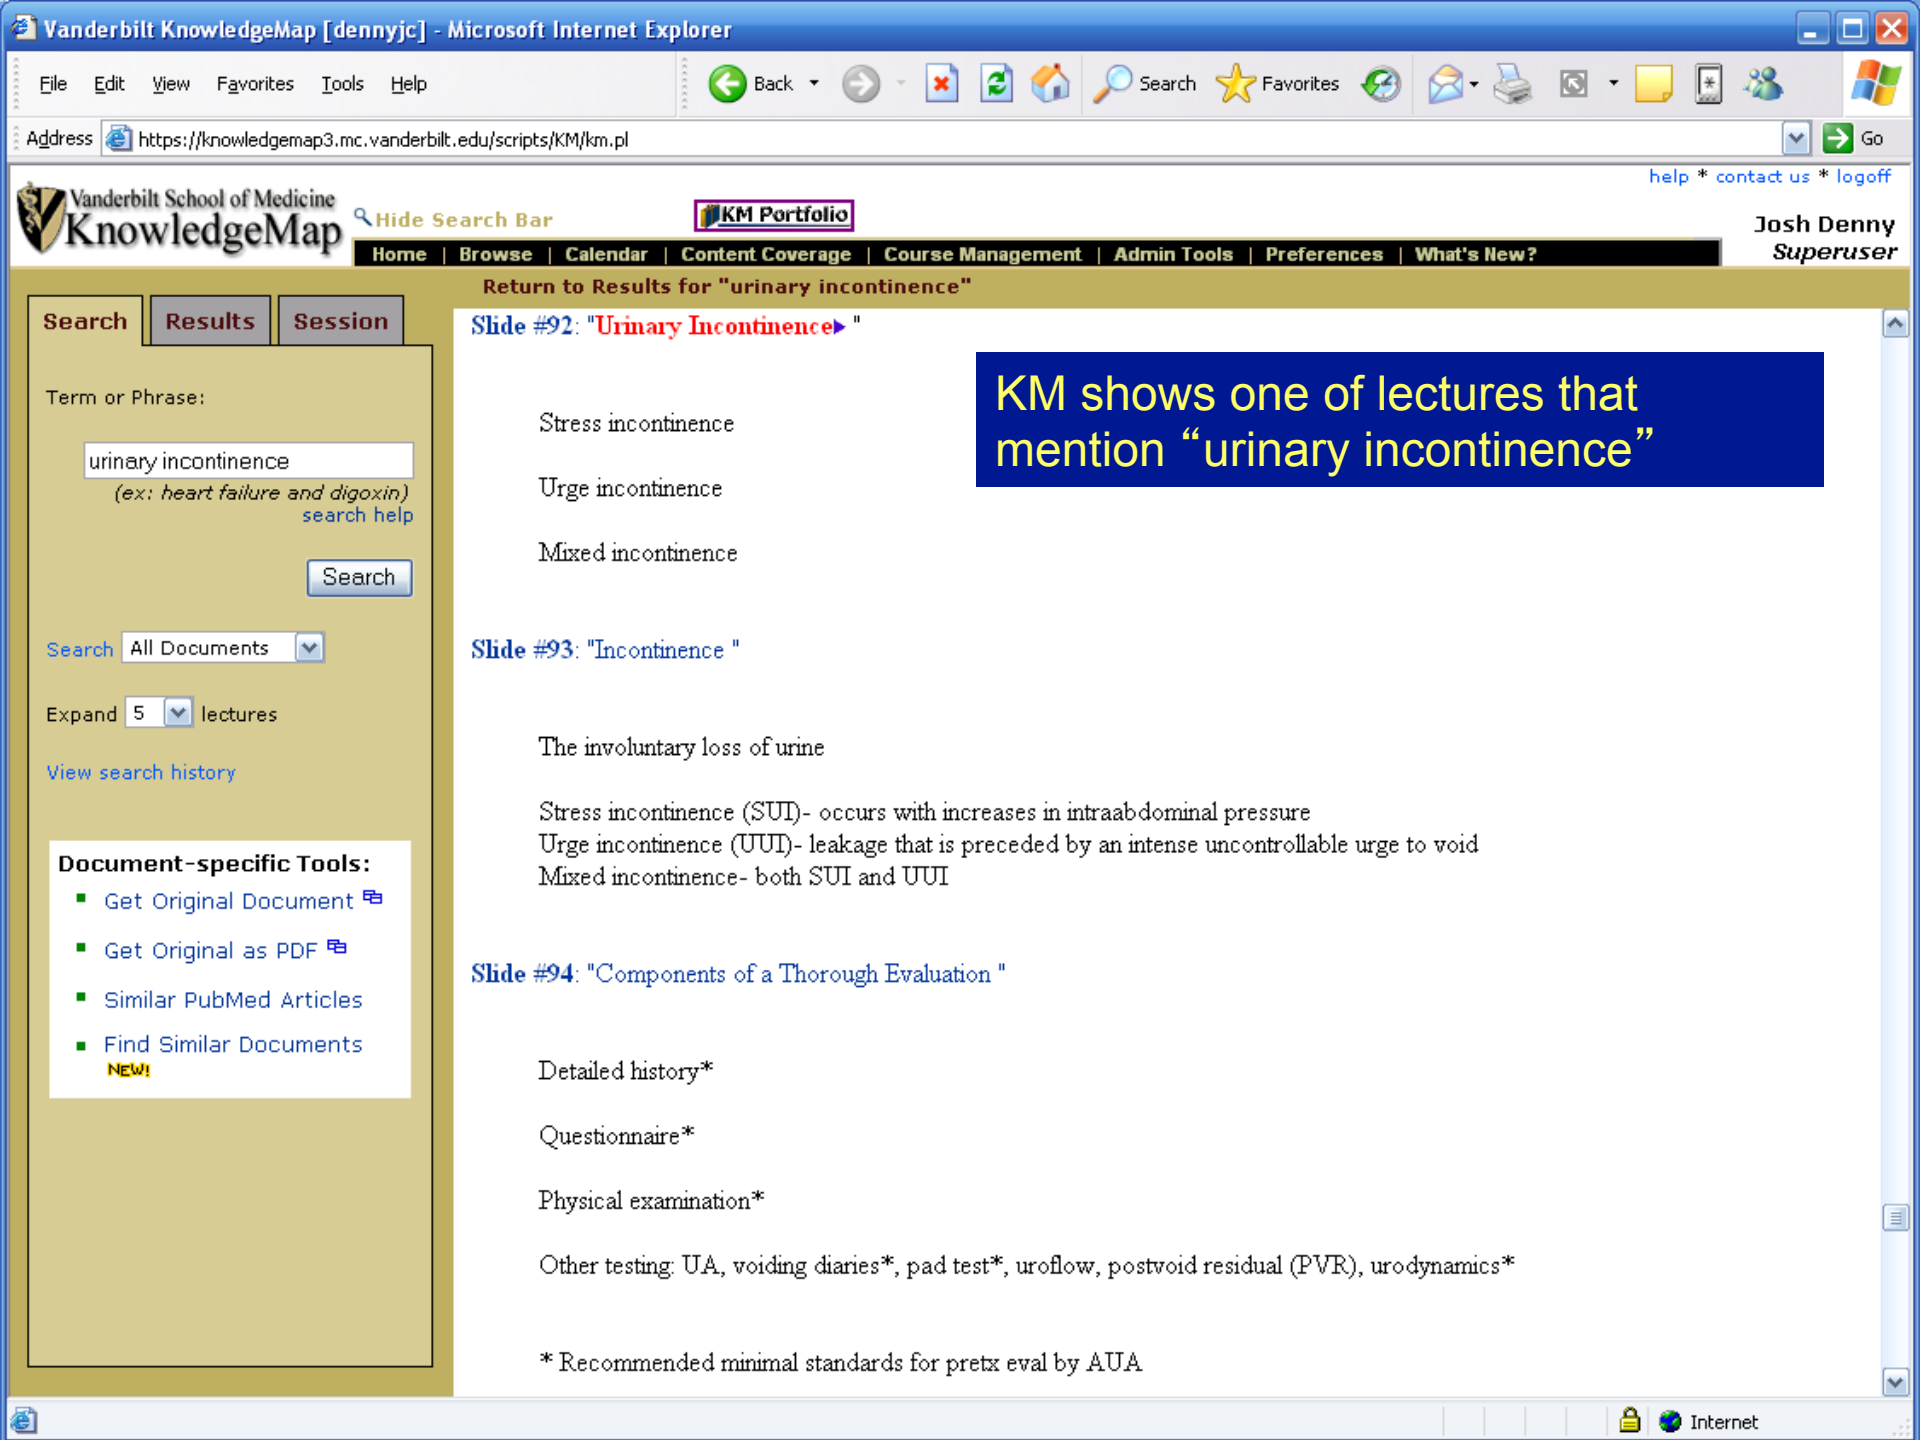 Vanderbilt KnowledgeMap [dennyjc] - Microsoft Internet Explorer
File Edit View Favorites Tools Help Back Search Favorites
Address https://knowledgemap3.mc.vanderbilt.edu/scripts/KM/km.pl Go
help * contact us * logoff
Vanderbilt School of Medicine
KnowledgeMap
Hide Search Bar
KM Portfolio
Josh Denny
Superuser
Home | Browse | Calendar | Content Coverage | Course Management | Admin Tools | Preferences | What's New?
Return to Results for "urinary incontinence"
Search Results Session
Term or Phrase:
urinary incontinence
(ex: heart failure and digoxin)
search help
Search
Search All Documents
Expand 5 lectures
View search history
Document-specific Tools:
Get Original Document
Get Original as PDF
Similar PubMed Articles
Find Similar Documents
NEW!
Slide #92: "Urinary Incontinence "
KM shows one of lectures that
mention “urinary incontinence”
Stress incontinence
Urge incontinence
Mixed incontinence
Slide #93: "Incontinence "
The involuntary loss of urine
Stress incontinence (SUI)- occurs with increases in intraabdominal pressure
Urge incontinence (UUI)- leakage that is preceded by an intense uncontrollable urge to void
Mixed incontinence- both SUI and UUI
Slide #94: "Components of a Thorough Evaluation "
Detailed history*
Questionnaire*
Physical examination*
Other testing: UA, voiding diaries*, pad test*, uroflow, postvoid residual (PVR), urodynamics*
* Recommended minimal standards for pretx eval by AUA
Internet